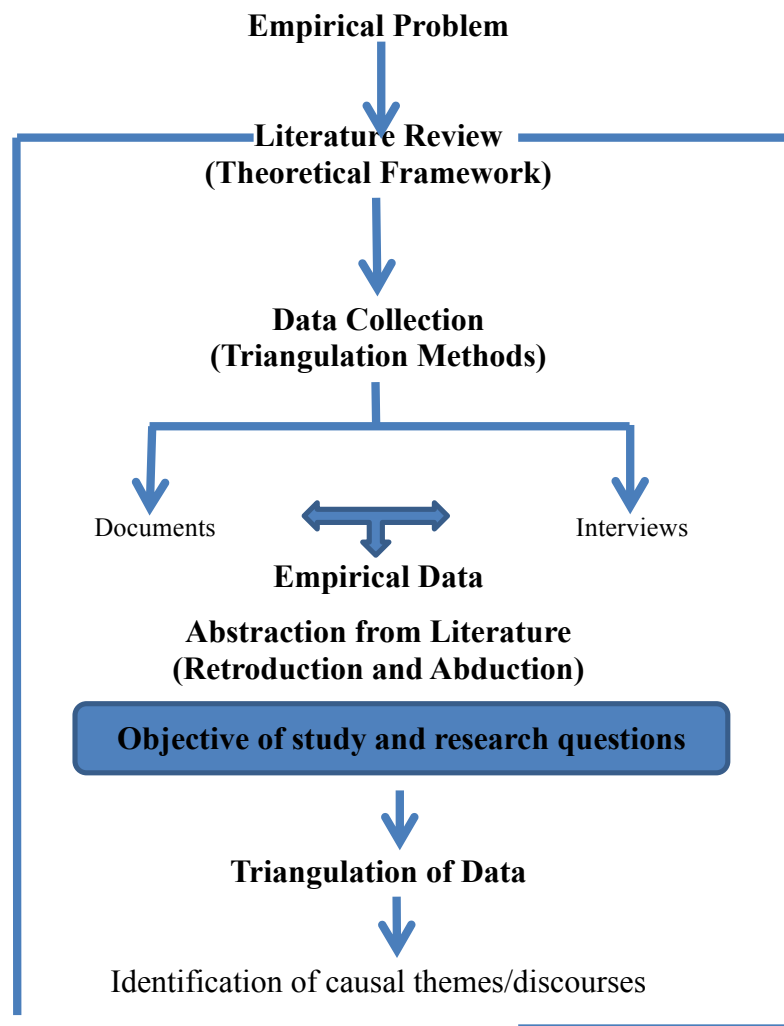 Empirical Problem
Literature Review
(Theoretical Framework)
Data Collection
(Triangulation Methods)
Documents
Interviews
Empirical Data
Abstraction from Literature
(Retroduction and Abduction)
Objective of study and research questions
Triangulation of Data
Identification of causal themes/discourses